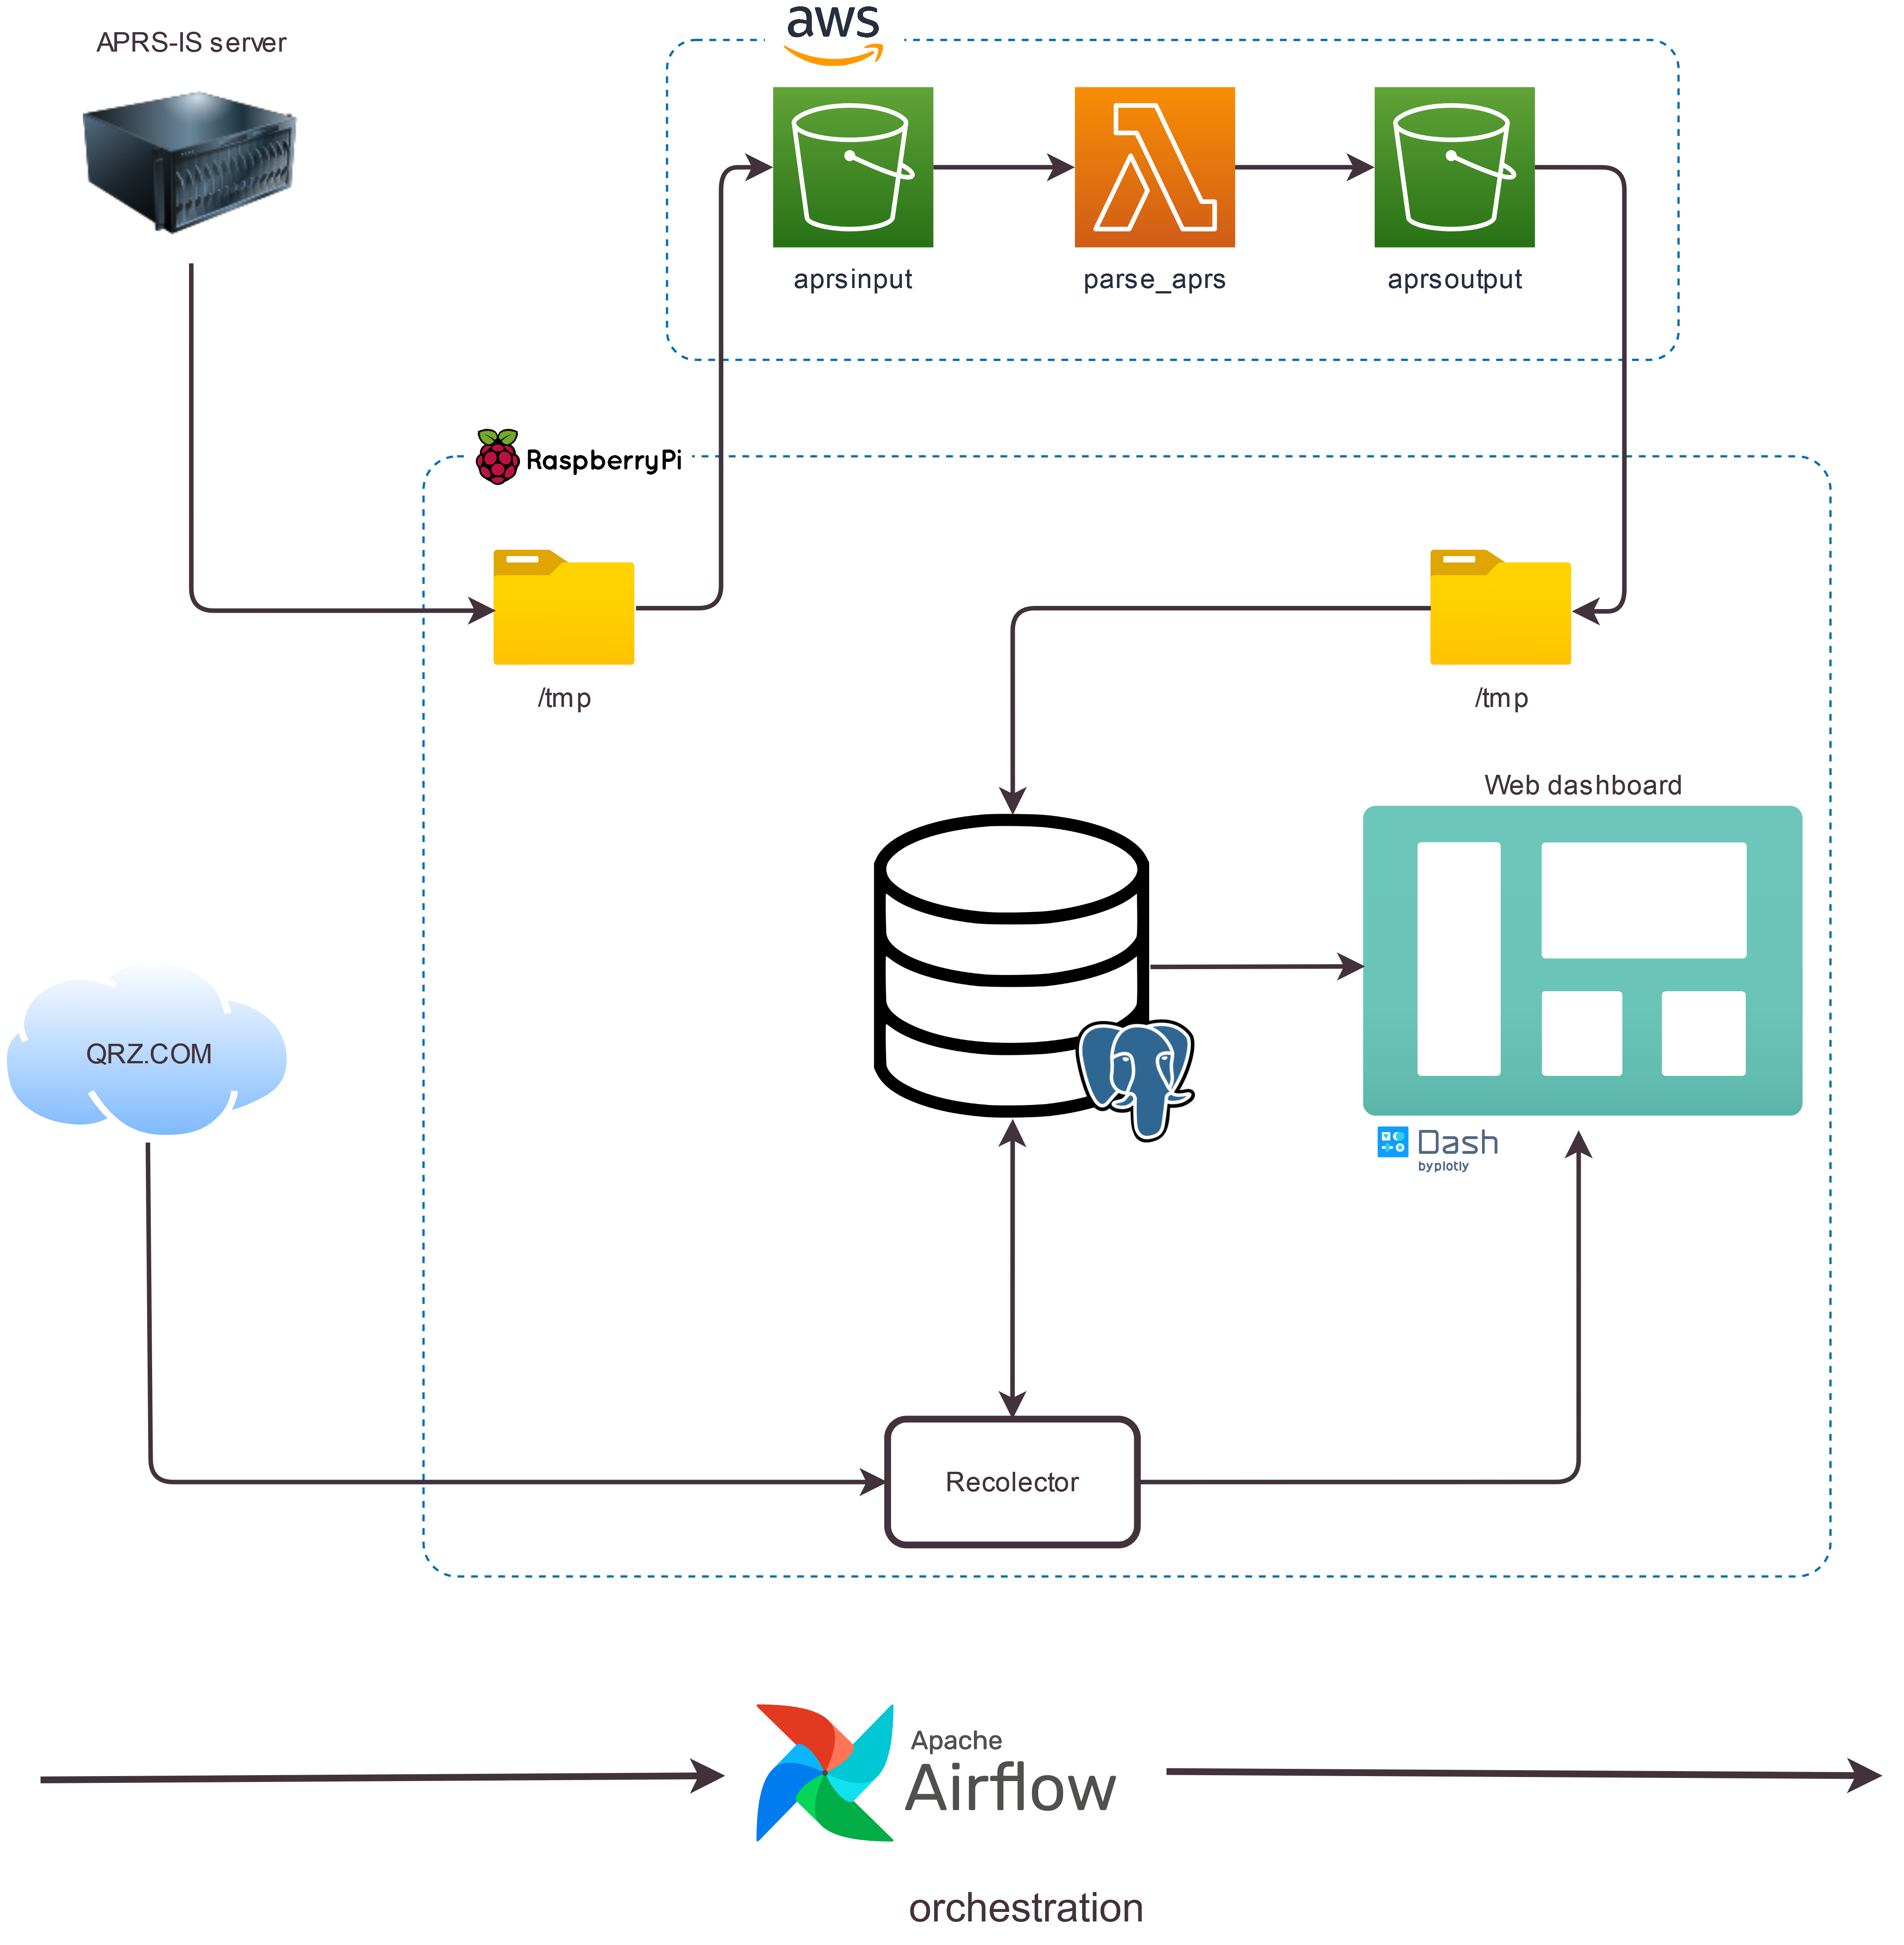 APRS-IS server
aws
aprsinput
parse_aprs
aprsoutput
RaspberryPi
/tmp
/tmp
Web dashboard
QRZ.COM
Dash
by plotly
Recolector
Apache
Airflow
orchestration